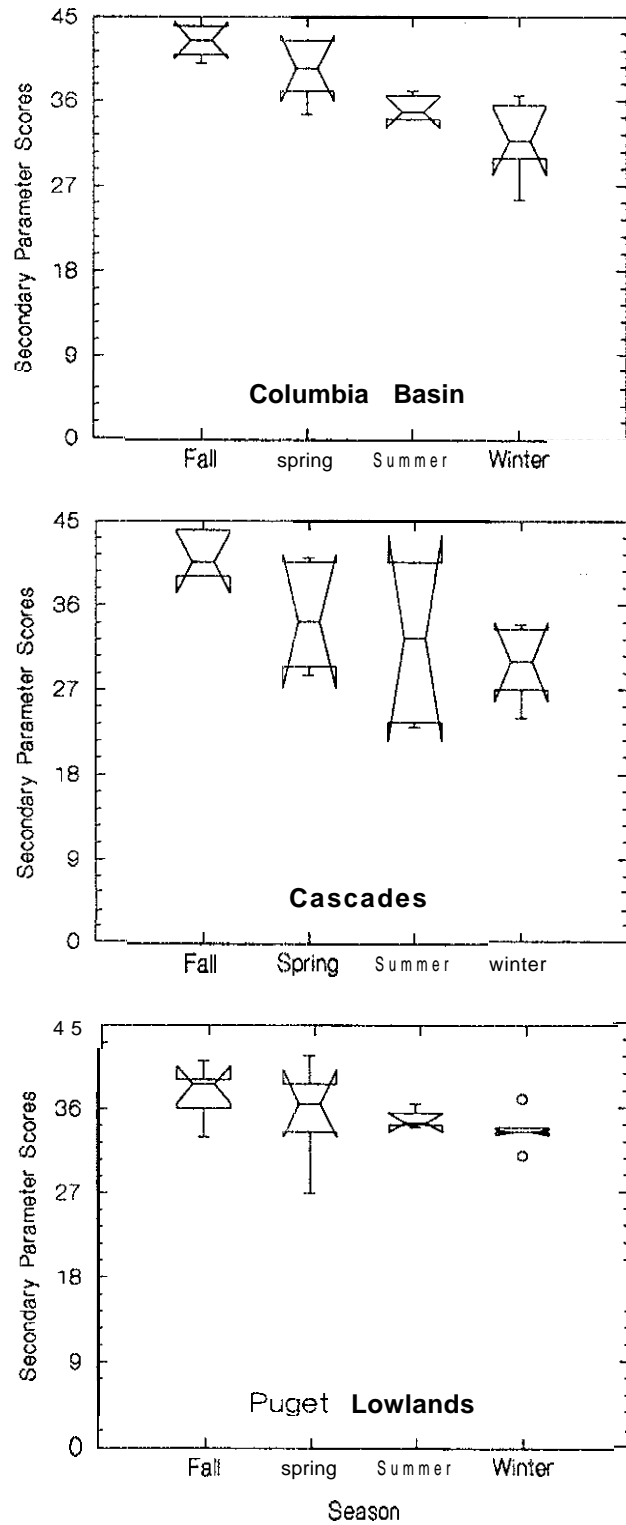 Secondary Parameter Scores
45
36
27
18
9
0
Columbia Basin
Fall spring Summer Winter
Secondary Parameter Scores
45
36
27
18
9
0
Cascades
Fall Spring Summer winter
Secondary Parameter Scores
45
36
27
18
9
0
Puget Lowlands
Fall spring Summer Winter
Season